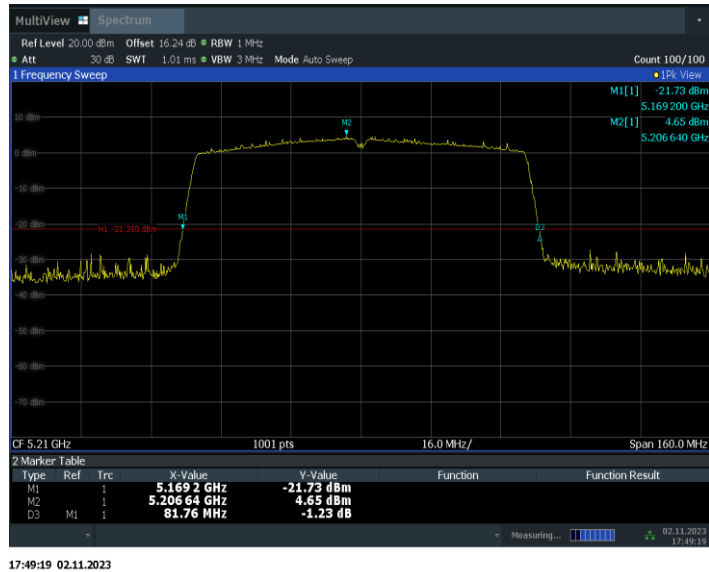 MultiView Spectrum
Ref Level 20.00 dBm Offset 16.24 dB RBW 1 MHz
Att 30 dB SWT 1.01 ms VBW 3 MHz Mode Auto Sweep Count 100/100
1 Frequency Sweep 1Pk View
M1[1] -21.73 dBm
5.169 200 GHz
M2[1] 4.65 dBm
5.206 640 GHz
10 dBm
M2
0 dBm
-10 dBm
M1
-20 dBm
H1 -21.350 dBm
D3
-30 dBm
-40 dBm
-50 dBm
-60 dBm
-70 dBm
CF 5.21 GHz 1001 pts 16.0 MHz/ Span 160.0 MHz
2 Marker Table
Type Ref Trc X-Value Y-Value Function Function Result
M1 1 5.169 2 GHz -21.73 dBm
M2 1 5.206 64 GHz 4.65 dBm
D3 M1 1 81.76 MHz -1.23 dB
Measuring... 02.11.2023
17:49:19
17:49:19 02.11.2023